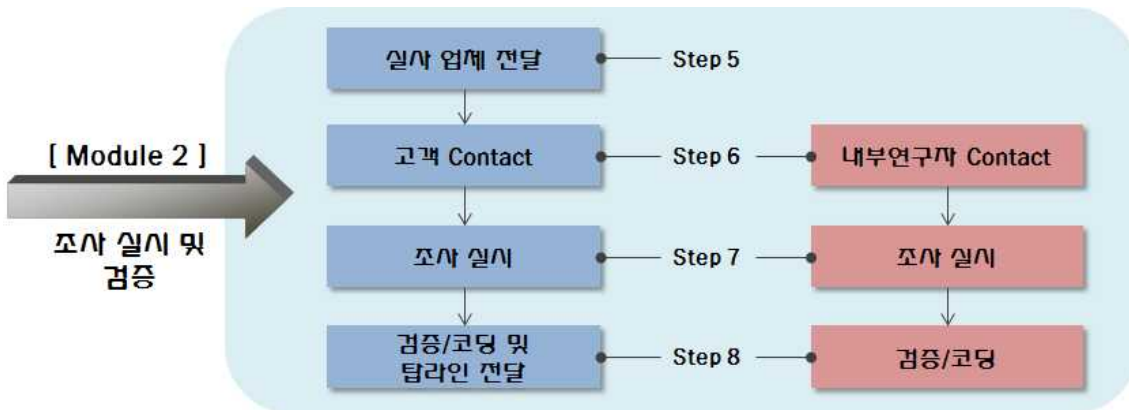 실사 업체 전달
Step 5
[ Module 2 ]
조사 실시 및
검증
고객 Contact
Step 6
내부연구자 Contact
조사 실시
Step 7
조사 실시
검증/코딩 및
탑라인 전달
Step 8
검증/코딩